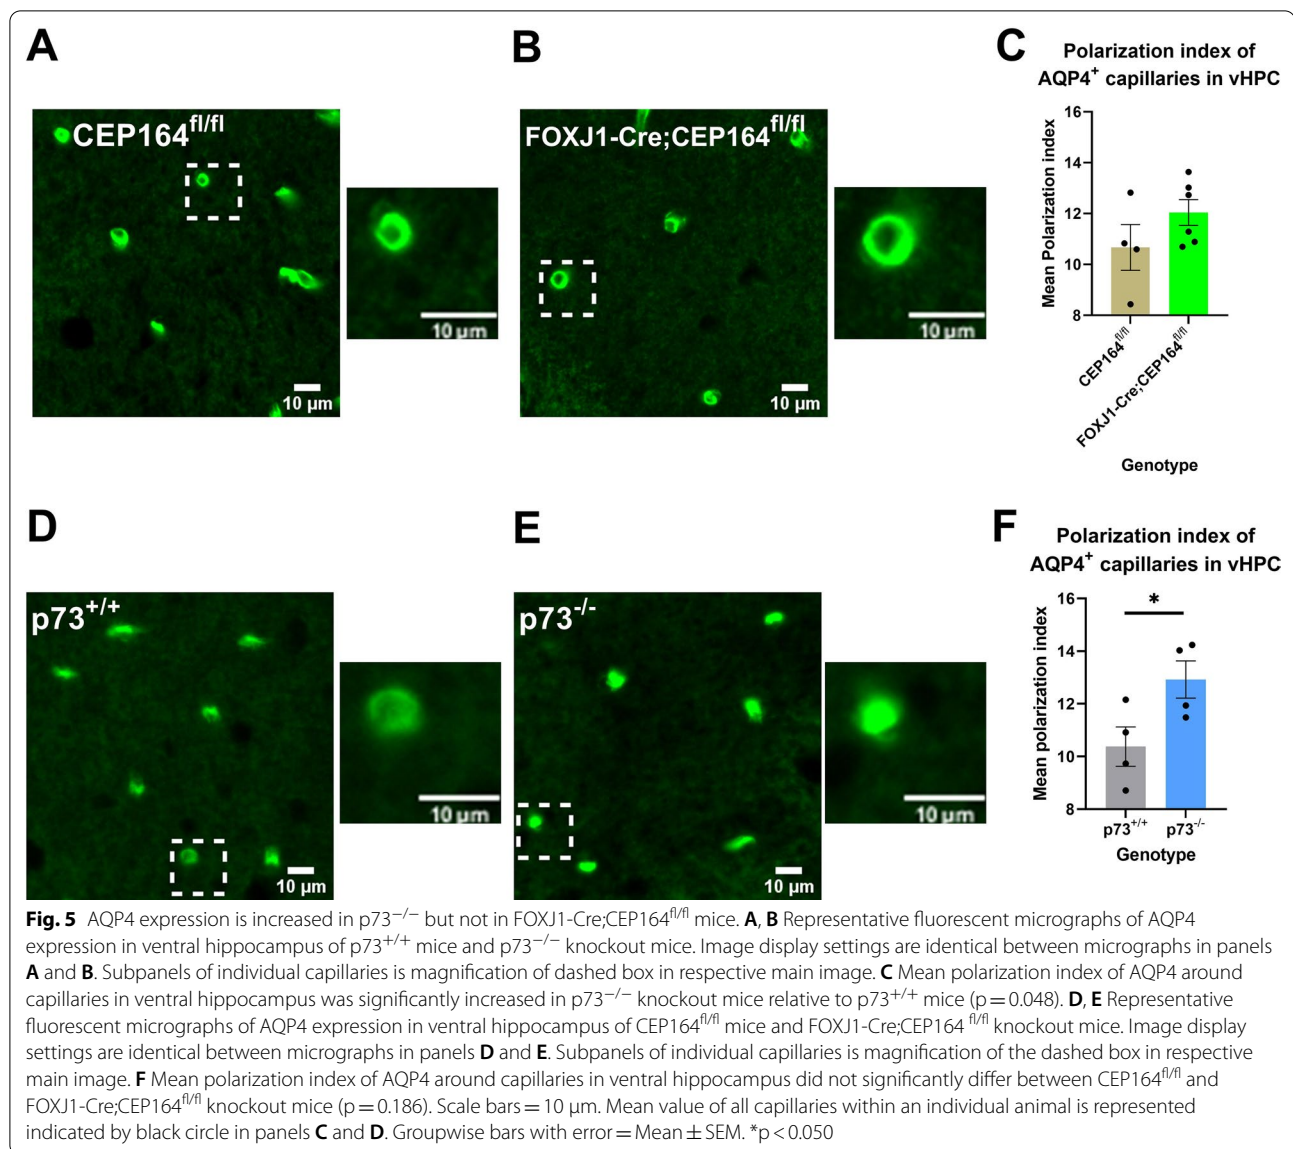 A
B
C
Polarization index of
AQP4⁺ capillaries in vHPC
CEP164fl/fl
FOXJ1-Cre;CEP164fl/fl
10 µm
10 µm
10 µm
10 µm
Mean Polarization index
16
14
12
10
8
CEP164fl/fl
FOXJ1-Cre;CEP164fl/fl
Genotype
D
E
F
Polarization index of
AQP4⁺ capillaries in vHPC
p73+/+
p73-/-
10 µm
10 µm
10 µm
10 µm
Mean polarization index
16
14
12
10
8
*
p73+/+
p73-/-
Genotype
Fig. 5 AQP4 expression is increased in p73−/− but not in FOXJ1-Cre;CEP164fl/fl mice. A, B Representative fluorescent micrographs of AQP4
expression in ventral hippocampus of p73+/+ mice and p73−/− knockout mice. Image display settings are identical between micrographs in panels
A and B. Subpanels of individual capillaries is magnification of dashed box in respective main image. C Mean polarization index of AQP4 around
capillaries in ventral hippocampus was significantly increased in p73−/− knockout mice relative to p73+/+ mice (p = 0.048). D, E Representative
fluorescent micrographs of AQP4 expression in ventral hippocampus of CEP164fl/fl mice and FOXJ1-Cre;CEP164 fl/fl knockout mice. Image display
settings are identical between micrographs in panels D and E. Subpanels of individual capillaries is magnification of the dashed box in respective
main image. F Mean polarization index of AQP4 around capillaries in ventral hippocampus did not significantly differ between CEP164fl/fl and
FOXJ1-Cre;CEP164fl/fl knockout mice (p = 0.186). Scale bars = 10 µm. Mean value of all capillaries within an individual animal is represented
indicated by black circle in panels C and D. Groupwise bars with error = Mean ± SEM. *p < 0.050